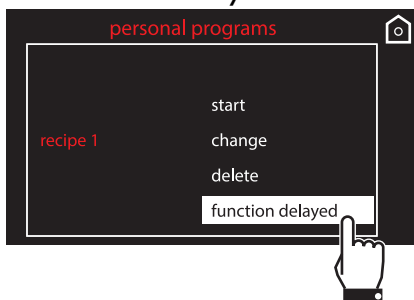 personal programs
start
recipe 1
change
delete
function delayed